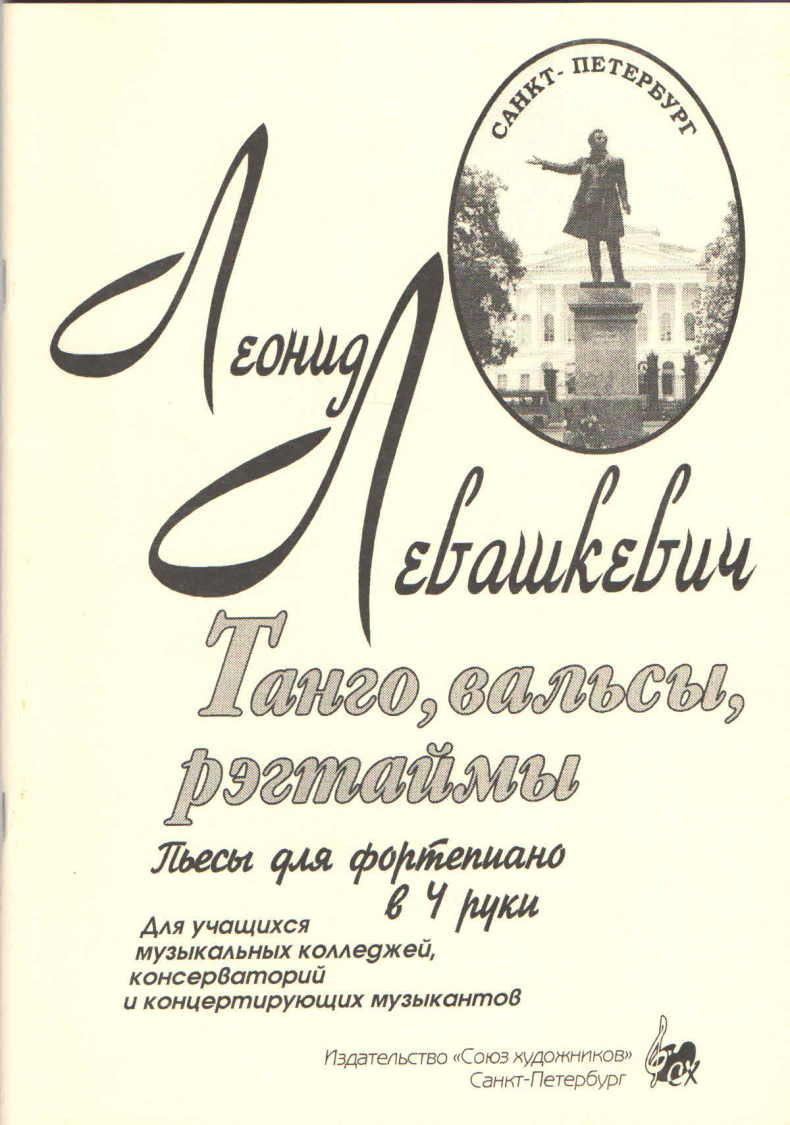 САНКТ-ПЕТЕРБУРГ
Леонид
Левашкевич
Танго, вальсы,
рэгтаймы
Пьесы для фортепиано
в 4 руки
Для учащихся
музыкальных колледжей,
консерваторий
и концертирующих музыкантов
Издательство «Союз художников»
Санкт-Петербург